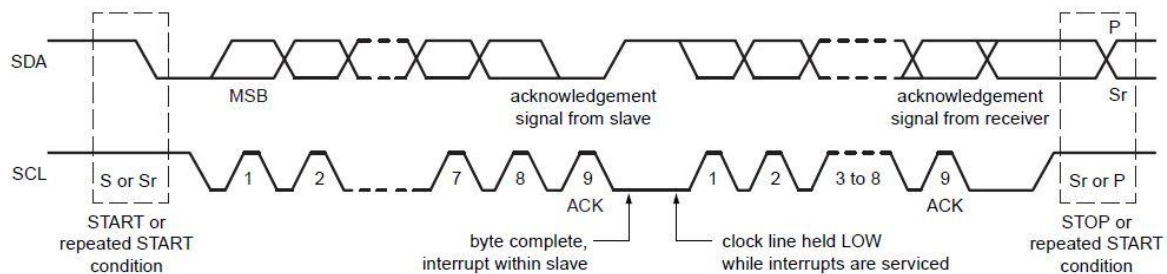 P
SDA
MSB
acknowledgement
signal from slave
acknowledgement
signal from receiver
Sr
SCL
S or Sr
1
2
7
8
9
1
2
3 to 8
9
Sr or P
ACK
ACK
START or
repeated START
condition
byte complete,
interrupt within slave
clock line held LOW
while interrupts are serviced
STOP or
repeated START
condition